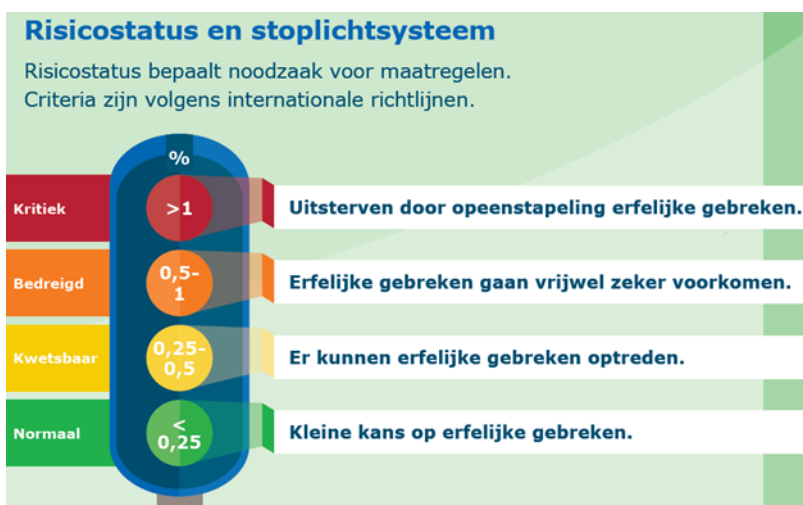 Risicostatus en stoplichtsysteem
Risicostatus bepaalt noodzaak voor maatregelen.
Criteria zijn volgens internationale richtlijnen.
%
Kritiek
>1
Uitsterven door opeenstapeling erfelijke gebreken.
Bedreigd
0,5-
1
Erfelijke gebreken gaan vrijwel zeker voorkomen.
Kwetsbaar
0,25-
0,5
Er kunnen erfelijke gebreken optreden.
Normaal
<
0,25
Kleine kans op erfelijke gebreken.